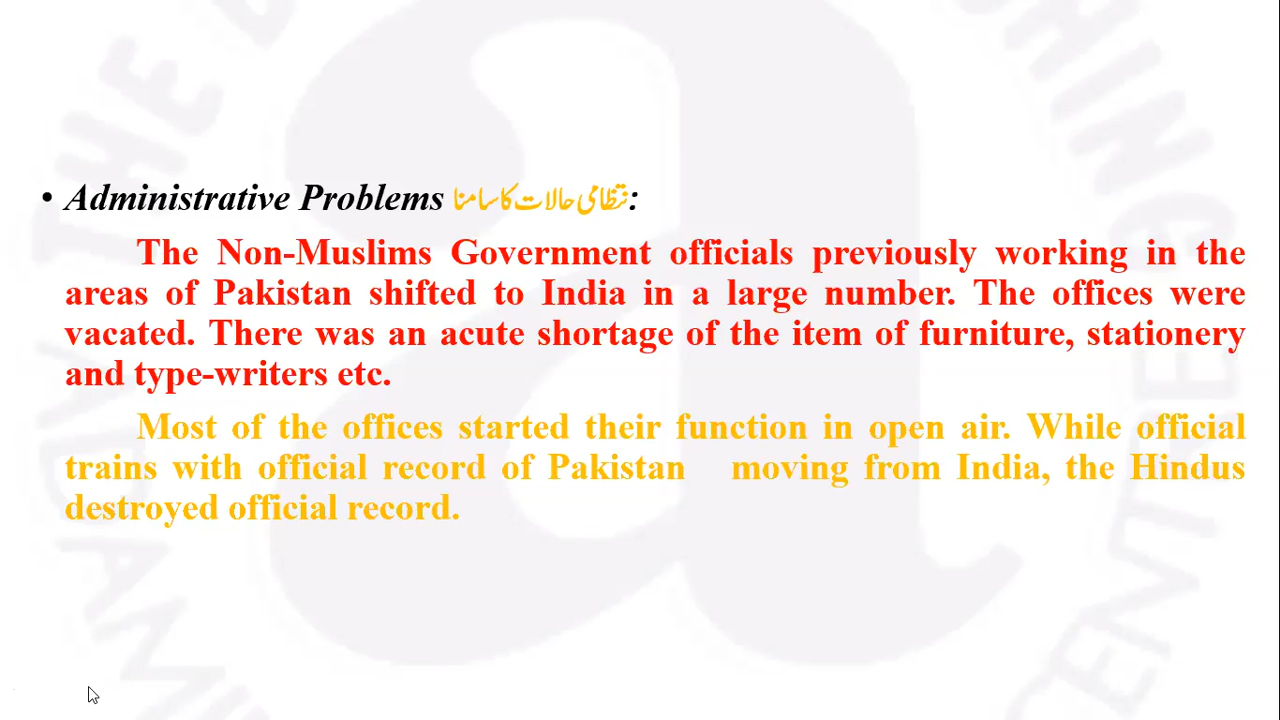 • Administrative Problems نتظامی حالات کا سامنا:
The Non-Muslims Government officials previously working in the
areas of Pakistan shifted to India in a large number. The offices were
vacated. There was an acute shortage of the item of furniture, stationery
and type-writers etc.
Most of the offices started their function in open air. While official
trains with official record of Pakistan moving from India, the Hindus
destroyed official record.